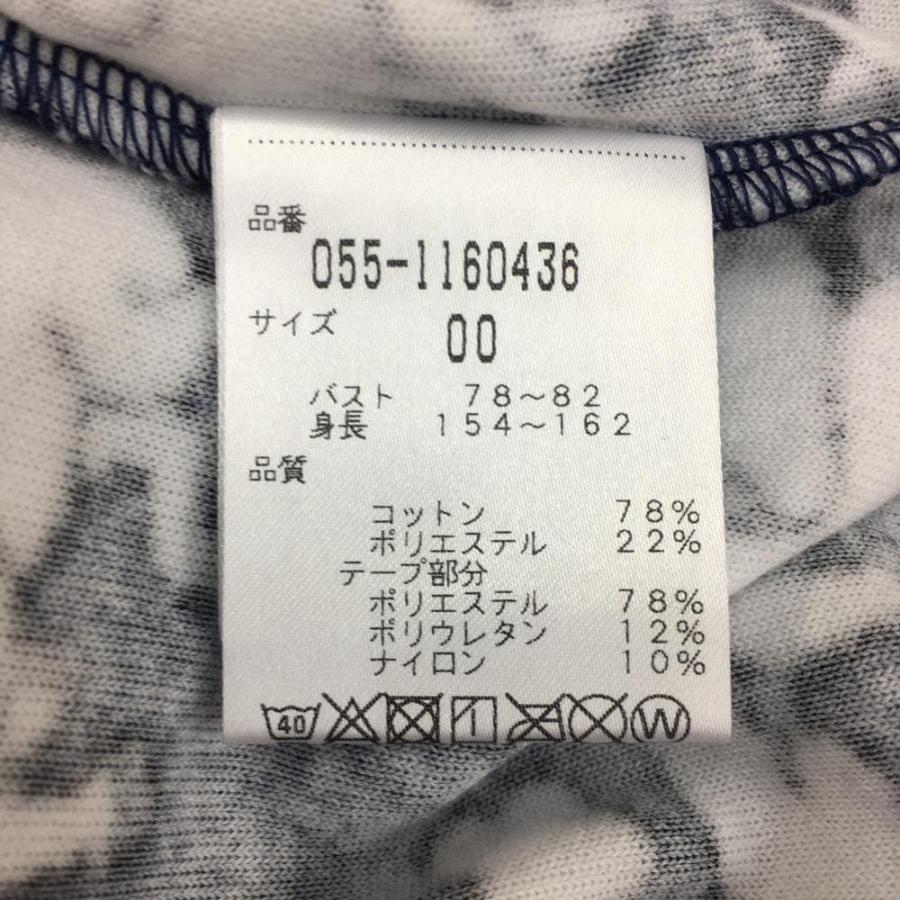 品番
055-1160436
サイズ
00
バスト 78～82
身長 154～162
品質
コットン 78%
ポリエステル 22%
テープ部分
ポリエステル 78%
ポリウレタン 12%
ナイロン 10%
40 W